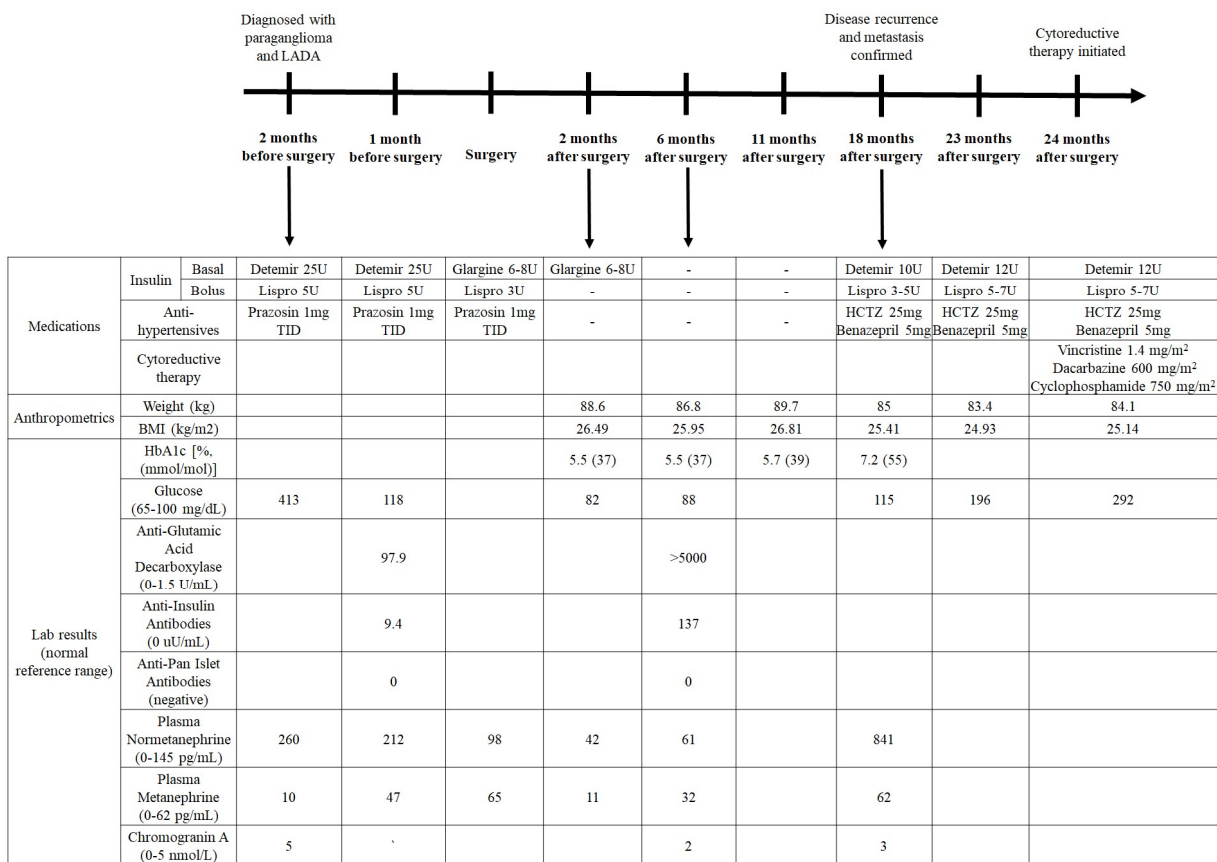 Diagnosed with
paraganglioma
and LADA
Disease recurrence
and metastasis
confirmed
Cytoreductive
therapy initiated
2 months
before surgery
1 month
before surgery
Surgery
2 months
after surgery
6 months
after surgery
11 months
after surgery
18 months
after surgery
23 months
after surgery
24 months
after surgery
Medications
Insulin
Basal Detemir 25U Detemir 25U Glargine 6-8U Glargine 6-8U - - Detemir 10U Detemir 12U Detemir 12U
Bolus Lispro 5U Lispro 5U Lispro 3U - - - Lispro 3-5U Lispro 5-7U Lispro 5-7U
Anti-
hypertensives
Prazosin 1mg
TID
Prazosin 1mg
TID
Prazosin 1mg
TID
- - -
HCTZ 25mg
Benazepril 5mg
HCTZ 25mg
Benazepril 5mg
HCTZ 25mg
Benazepril 5mg
Cytoreductive
therapy
Vincristine 1.4 mg/m²
Dacarbazine 600 mg/m²
Cyclophosphamide 750 mg/m²
Anthropometrics
Weight (kg) 88.6 86.8 89.7 85 83.4 84.1
BMI (kg/m2) 26.49 25.95 26.81 25.41 24.93 25.14
Lab results
(normal
reference range)
HbA1c [%,
(mmol/mol)]
5.5 (37) 5.5 (37) 5.7 (39) 7.2 (55)
Glucose
(65-100 mg/dL)
413 118 82 88 115 196 292
Anti-Glutamic
Acid
Decarboxylase
(0-1.5 U/mL)
97.9 >5000
Anti-Insulin
Antibodies
(0 uU/mL)
9.4 137
Anti-Pan Islet
Antibodies
(negative)
0 0
Plasma
Normetanephrine
(0-145 pg/mL)
260 212 98 42 61 841
Plasma
Metanephrine
(0-62 pg/mL)
10 47 65 11 32 62
Chromogranin A
(0-5 nmol/L)
5 ` 2 3